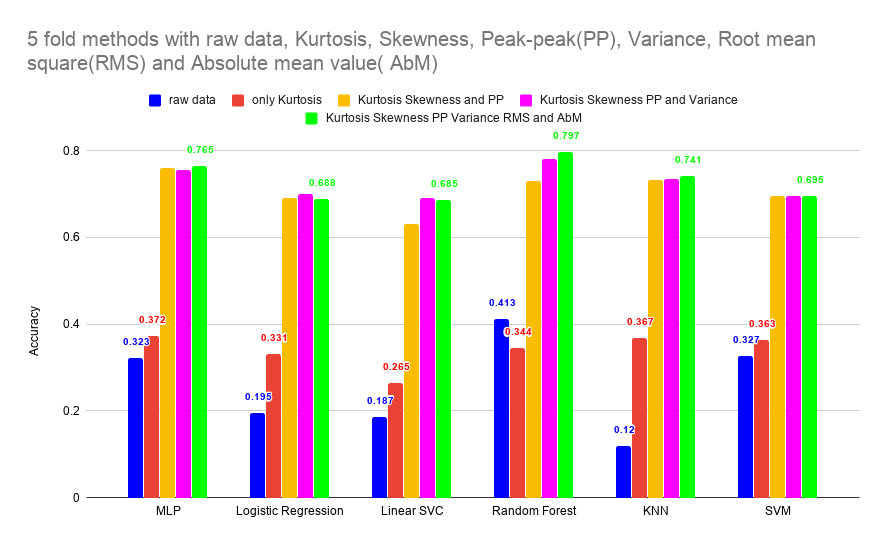 5 fold methods with raw data, Kurtosis, Skewness, Peak-peak(PP), Variance, Root mean
square(RMS) and Absolute mean value( AbM)
raw data only Kurtosis Kurtosis Skewness and PP Kurtosis Skewness PP and Variance
Kurtosis Skewness PP Variance RMS and AbM
Accuracy
0.8
0.6
0.4
0.2
0
0.323 0.372 0.765
0.195 0.331 0.688
0.187 0.265 0.685
0.413 0.344 0.797
0.12 0.367 0.741
0.327 0.363 0.695
MLP Logistic Regression Linear SVC Random Forest KNN SVM